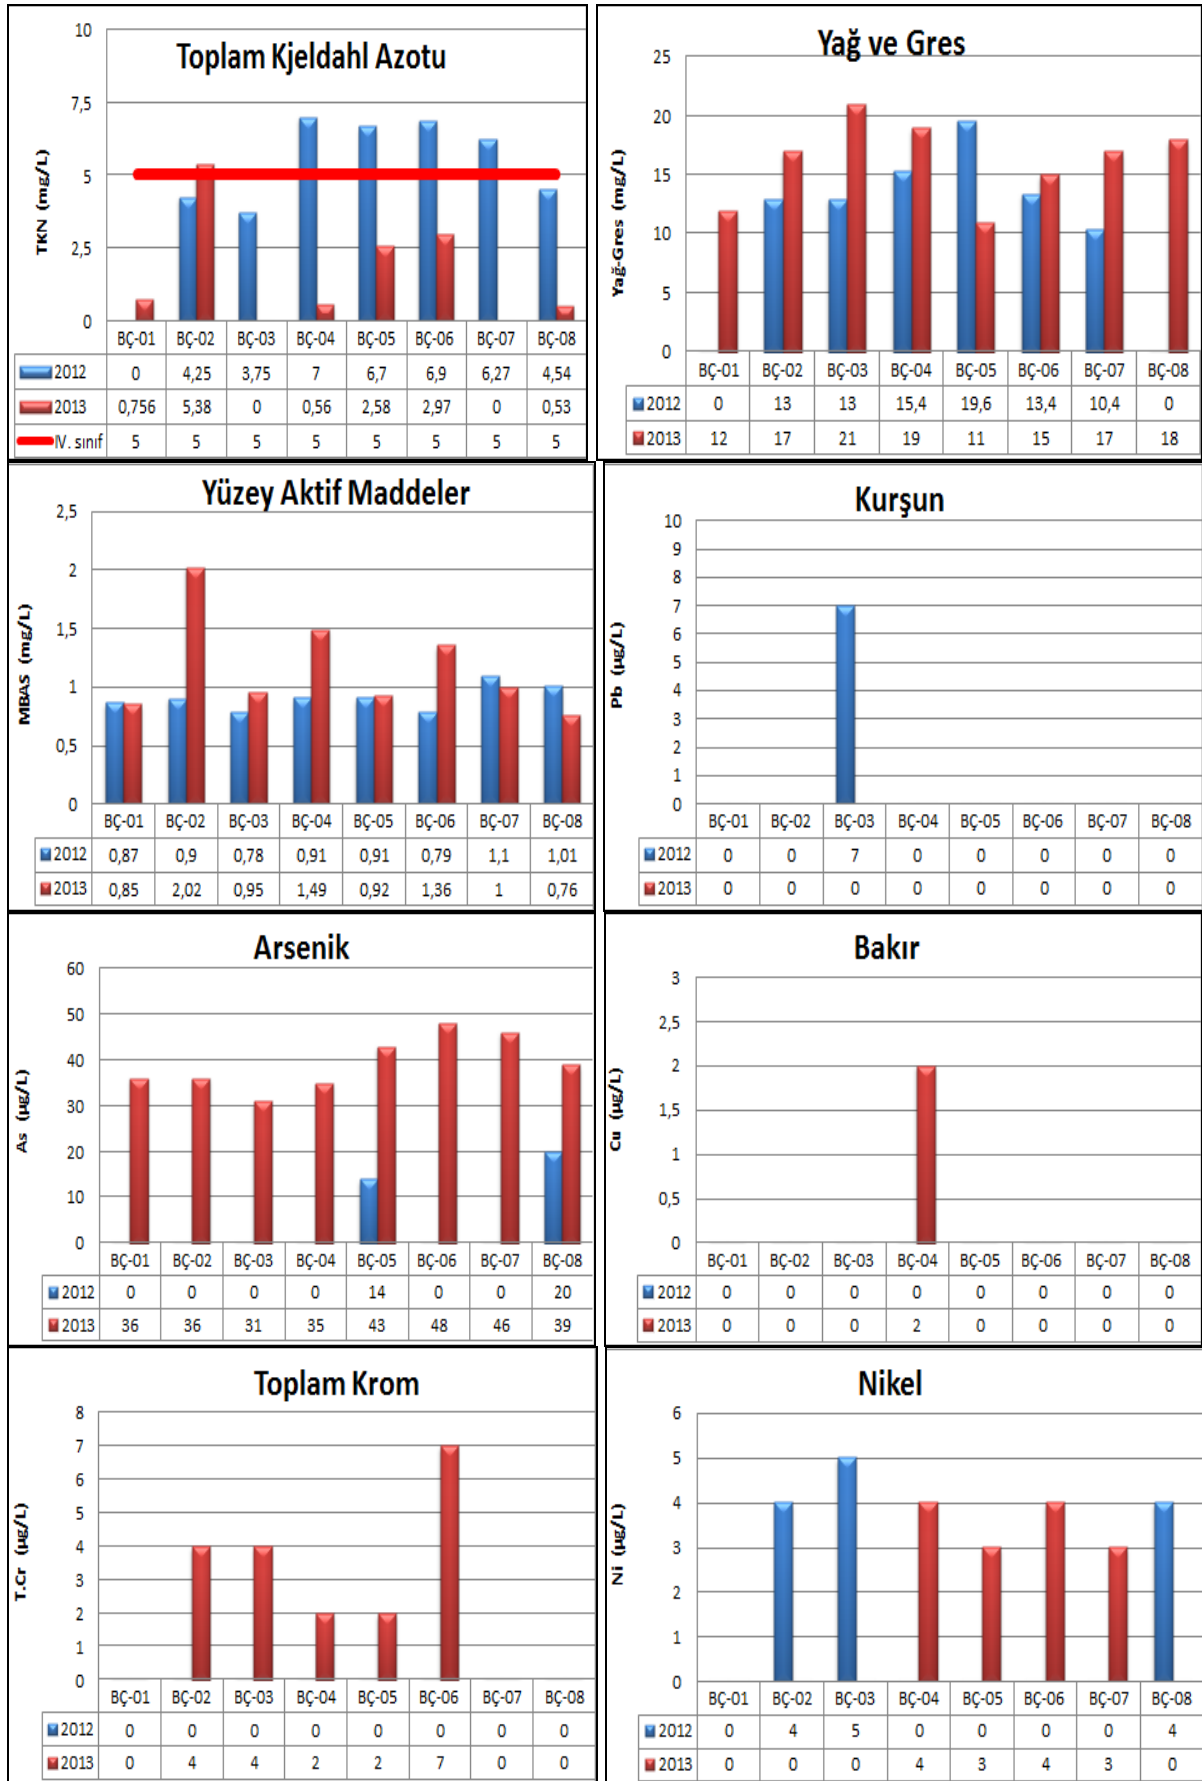 Toplam Kjeldahl Azotu
TKN (mg/L)
10
7,5
5
2,5
0
BÇ-01 BÇ-02 BÇ-03 BÇ-04 BÇ-05 BÇ-06 BÇ-07 BÇ-08
2012 0 4,25 3,75 7 6,7 6,9 6,27 4,54
2013 0,756 5,38 0 0,56 2,58 2,97 0 0,53
IV. sınıf 5 5 5 5 5 5 5 5
Yağ ve Gres
Yağ-Gres (mg/L)
25
20
15
10
5
0
BÇ-01 BÇ-02 BÇ-03 BÇ-04 BÇ-05 BÇ-06 BÇ-07 BÇ-08
2012 0 13 13 15,4 19,6 13,4 10,4 0
2013 12 17 21 19 11 15 17 18
Yüzey Aktif Maddeler
MBAS (mg/L)
2,5
2
1,5
1
0,5
0
BÇ-01 BÇ-02 BÇ-03 BÇ-04 BÇ-05 BÇ-06 BÇ-07 BÇ-08
2012 0,87 0,9 0,78 0,91 0,91 0,79 1,1 1,01
2013 0,85 2,02 0,95 1,49 0,92 1,36 1 0,76
Kurşun
Pb (µg/L)
10
9
8
7
6
5
4
3
2
1
0
BÇ-01 BÇ-02 BÇ-03 BÇ-04 BÇ-05 BÇ-06 BÇ-07 BÇ-08
2012 0 0 7 0 0 0 0 0
2013 0 0 0 0 0 0 0 0
Arsenik
As (µg/L)
60
50
40
30
20
10
0
BÇ-01 BÇ-02 BÇ-03 BÇ-04 BÇ-05 BÇ-06 BÇ-07 BÇ-08
2012 0 0 0 0 14 0 0 20
2013 36 36 31 35 43 48 46 39
Bakır
Cu (µg/L)
3
2,5
2
1,5
1
0,5
0
BÇ-01 BÇ-02 BÇ-03 BÇ-04 BÇ-05 BÇ-06 BÇ-07 BÇ-08
2012 0 0 0 0 0 0 0 0
2013 0 0 0 2 0 0 0 0
Toplam Krom
T.Cr (µg/L)
8
7
6
5
4
3
2
1
0
BÇ-01 BÇ-02 BÇ-03 BÇ-04 BÇ-05 BÇ-06 BÇ-07 BÇ-08
2012 0 0 0 0 0 0 0 0
2013 0 4 4 2 2 7 0 0
Nikel
Ni (µg/L)
6
5
4
3
2
1
0
BÇ-01 BÇ-02 BÇ-03 BÇ-04 BÇ-05 BÇ-06 BÇ-07 BÇ-08
2012 0 4 5 0 0 0 0 4
2013 0 0 0 4 3 4 3 0